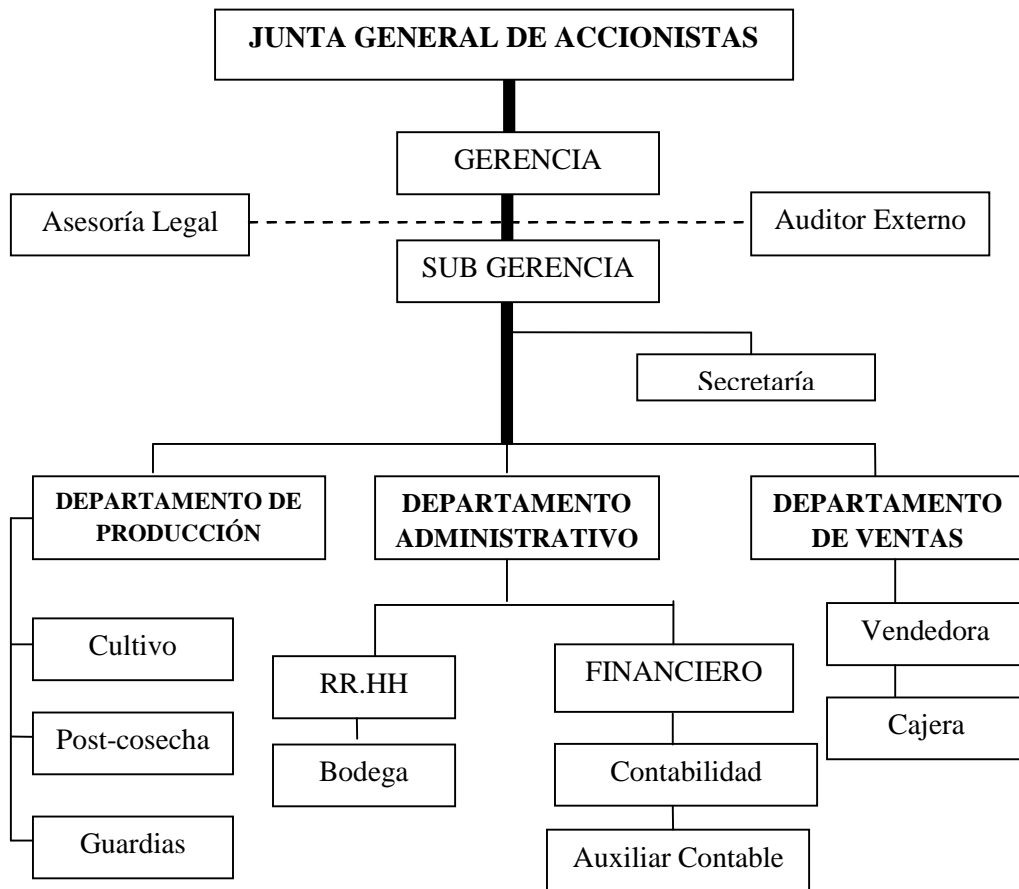 JUNTA GENERAL DE ACCIONISTAS
GERENCIA
Asesoría Legal
Auditor Externo
SUB GERENCIA
Secretaría
DEPARTAMENTO DE
PRODUCCIÓN
DEPARTAMENTO
ADMINISTRATIVO
DEPARTAMENTO
DE VENTAS
Cultivo
Post-cosecha
Guardias
RR.HH
Bodega
FINANCIERO
Contabilidad
Auxiliar Contable
Vendedora
Cajera